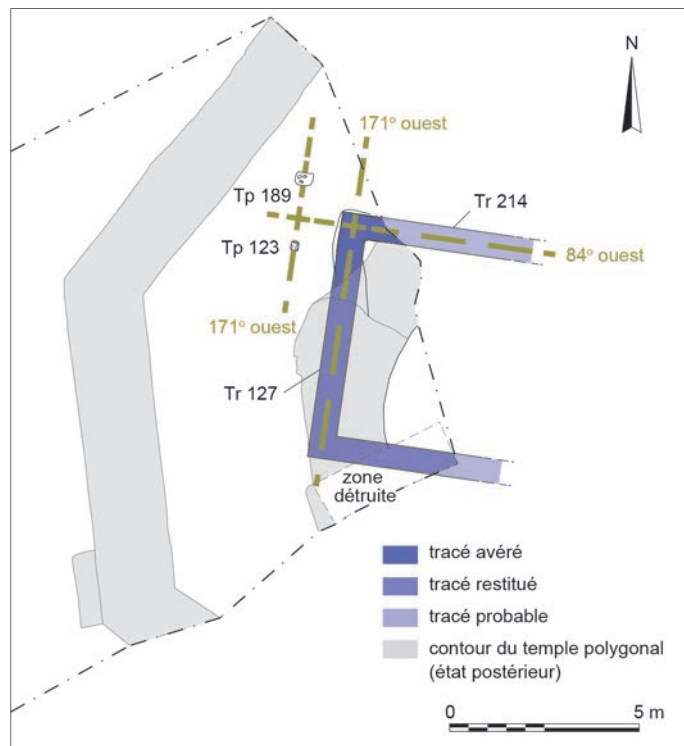 N
171° ouest
Tp 189
Tr 214
Tp 123
84° ouest
171° ouest
Tr 127
zone
détruite
tracé avéré
tracé restitué
tracé probable
contour du temple polygonal
(état postérieur)
0 5 m